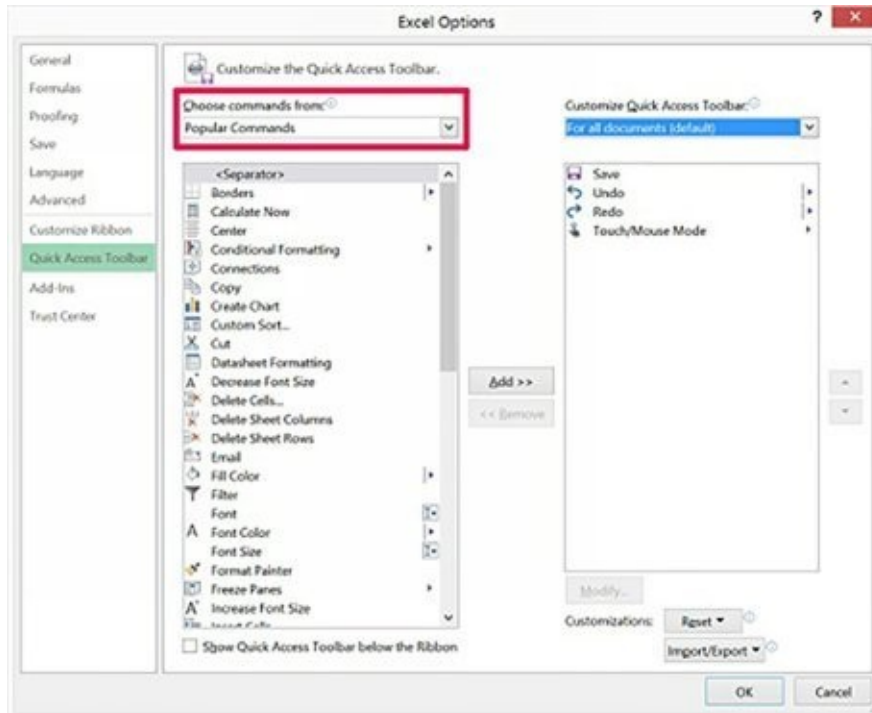 Excel Options
?
General
Formulas
Proofing
Save
Language
Advanced
Customize Ribbon
Quick Access Toolbar
Add-Ins
Trust Center
Customize the Quick Access Toolbar.
Choose commands from:
Popular Commands
<Separator>
Borders
Calculate Now
Center
Conditional Formatting
Connections
Copy
Create Chart
Custom Sort...
Cut
Datasheet Formatting
Decrease Font Size
Delete Cells...
Delete Sheet Columns
Delete Sheet Rows
Email
Fill Color
Filter
Font
Font Color
Font Size
Format Painter
Freeze Panes
Increase Font Size
Insert Cells
Show Quick Access Toolbar below the Ribbon
Add >>
<< Remove
Customize Quick Access Toolbar:
For all documents (default)
Save
Undo
Redo
Touch/Mouse Mode
Modify...
Customizations:
Reset
Import/Export
OK
Cancel